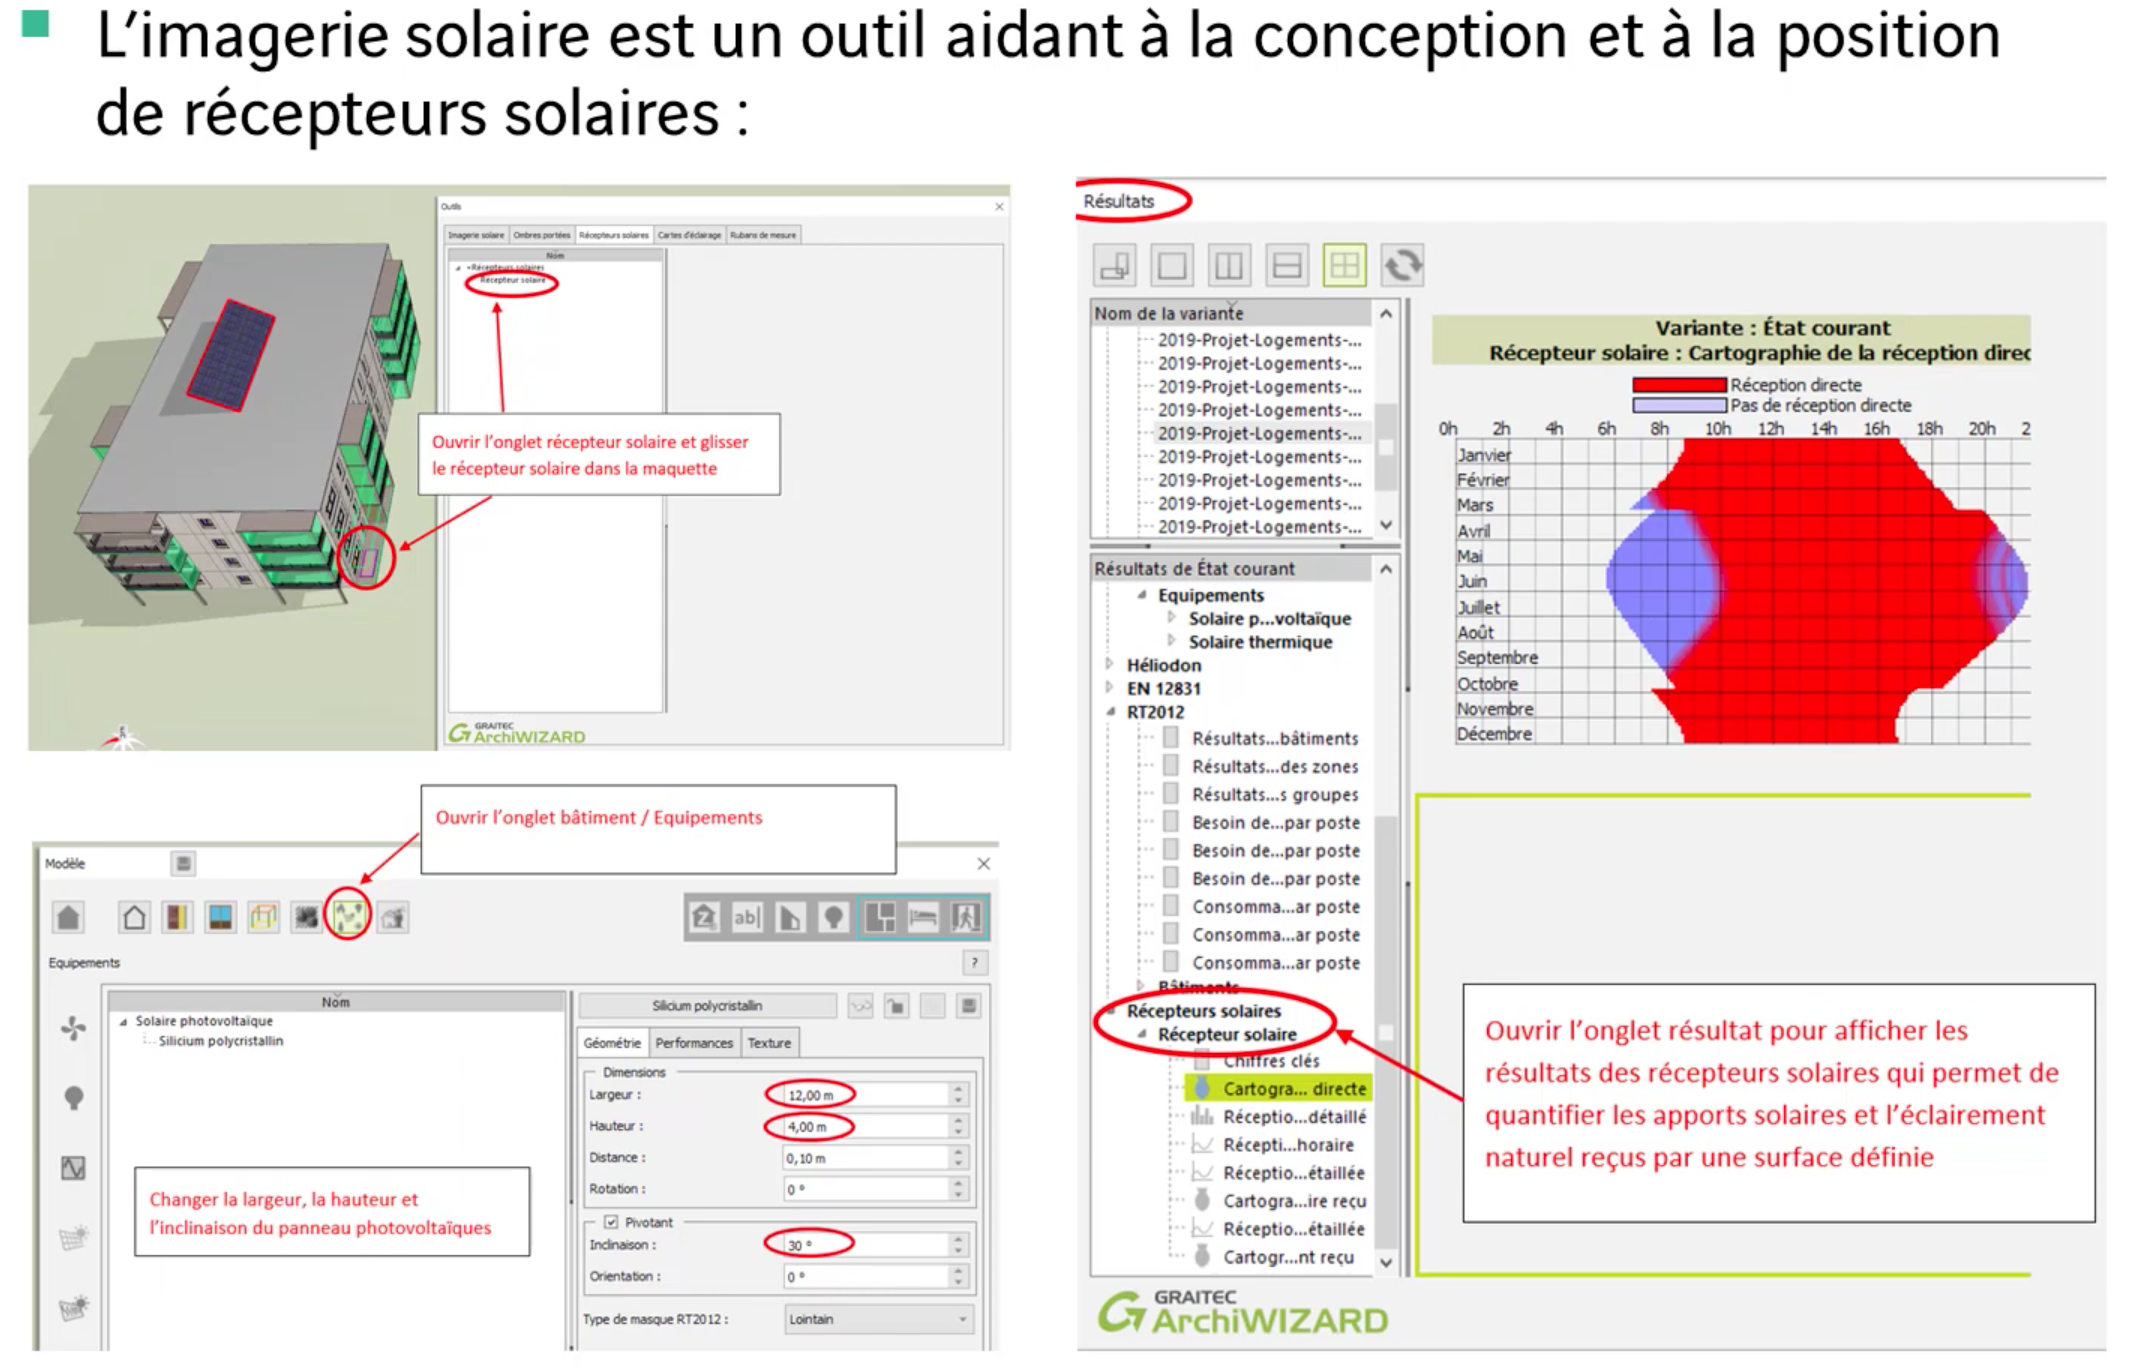 L'imagerie solaire est un outil aidant à la conception et à la position
de récepteurs solaires :
Outils
Imagerie solaire
Ombres portées
Récepteurs solaires
Cartes d'éclairage
Rubans de mesure
Nom
Récepteurs solaires
Récepteur solaire
Ouvrir l'onglet récepteur solaire et glisser
le récepteur solaire dans la maquette
GRAITEC
ArchiWIZARD
Ouvrir l'onglet bâtiment / Equipements
Modèle
ab|
Equipements
?
Nom
Solaire photovoltaïque
Silicium polycristallin
Changer la largeur, la hauteur et
l'inclinaison du panneau photovoltaïques
Silicium polycristallin
Géométrie
Performances
Texture
Dimensions
Largeur :
12,00 m
Hauteur :
4,00 m
Distance :
0,10 m
Rotation :
0 °
Pivotant
Inclinaison :
30 °
Orientation :
0 °
Type de masque RT2012 :
Lointain
Résultats
Nom de la variante
2019-Projet-Logements-...
2019-Projet-Logements-...
2019-Projet-Logements-...
2019-Projet-Logements-...
2019-Projet-Logements-...
2019-Projet-Logements-...
2019-Projet-Logements-...
2019-Projet-Logements-...
2019-Projet-Logements-...
Résultats de État courant
Equipements
Solaire p...voltaïque
Solaire thermique
Héliodon
EN 12831
RT2012
Résultats...bâtiments
Résultats...des zones
Résultats...s groupes
Besoin de...par poste
Besoin de...par poste
Besoin de...par poste
Consomma...ar poste
Consomma...ar poste
Consomma...ar poste
Bâtiments
Récepteurs solaires
Récepteur solaire
Chiffres clés
Cartogra... directe
Réceptio...détaillé
Récepti...horaire
Réceptio...étaillée
Cartogra...ire reçu
Réceptio...étaillée
Cartogr...nt reçu
GRAITEC
ArchiWIZARD
Variante : État courant
Récepteur solaire : Cartographie de la réception direc
Réception directe
Pas de réception directe
0h 2h 4h 6h 8h 10h 12h 14h 16h 18h 20h 2
Janvier
Février
Mars
Avril
Mai
Juin
Juillet
Août
Septembre
Octobre
Novembre
Décembre
Ouvrir l'onglet résultat pour afficher les
résultats des récepteurs solaires qui permet de
quantifier les apports solaires et l'éclairement
naturel reçus par une surface définie